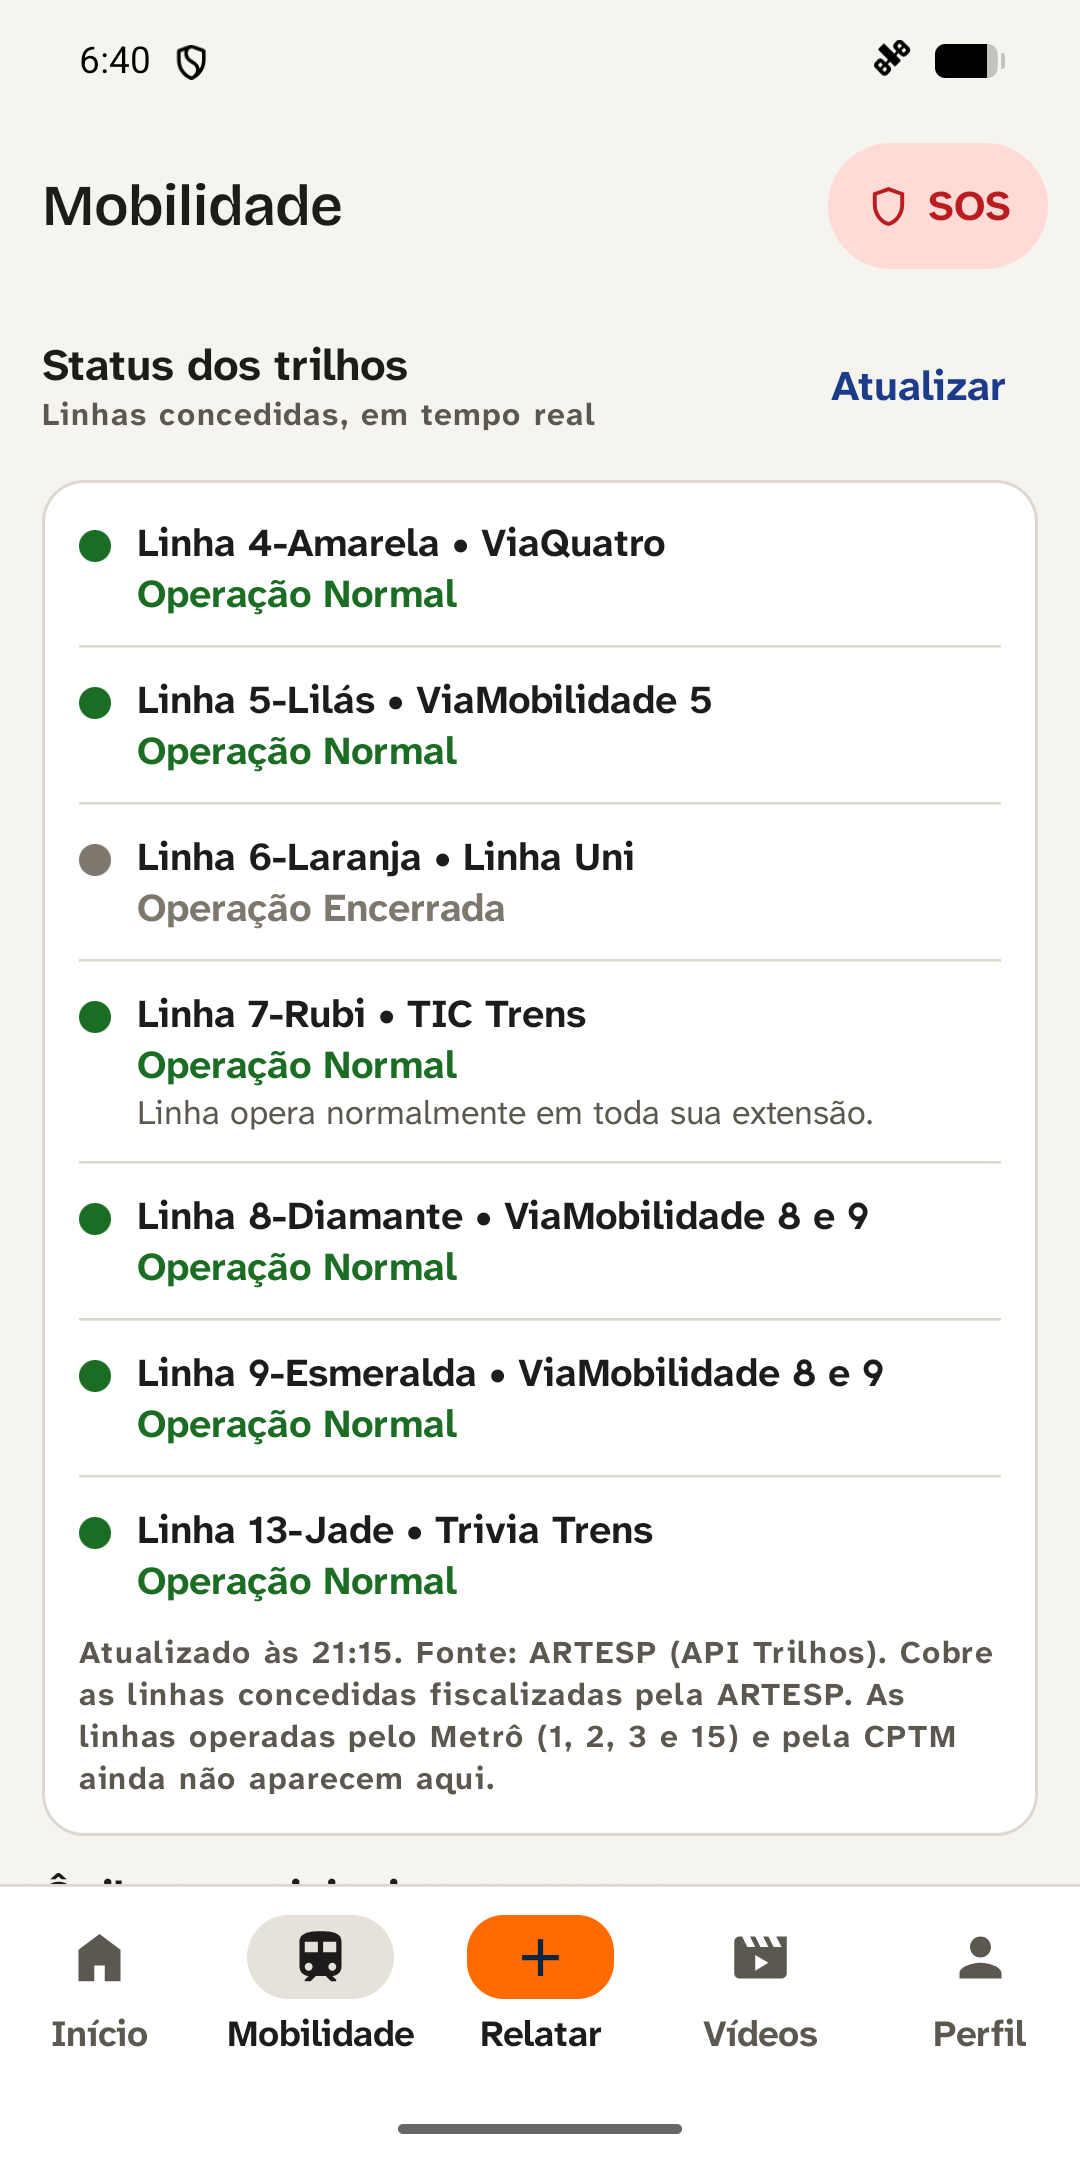 6:40
Mobilidade
SOS
Status dos trilhos
Linhas concedidas, em tempo real
Atualizar
Linha 4-Amarela • ViaQuatro
Operação Normal
Linha 5-Lilás • ViaMobilidade 5
Operação Normal
Linha 6-Laranja • Linha Uni
Operação Encerrada
Linha 7-Rubi • TIC Trens
Operação Normal
Linha opera normalmente em toda sua extensão.
Linha 8-Diamante • ViaMobilidade 8 e 9
Operação Normal
Linha 9-Esmeralda • ViaMobilidade 8 e 9
Operação Normal
Linha 13-Jade • Trivia Trens
Operação Normal
Atualizado às 21:15. Fonte: ARTESP (API Trilhos). Cobre
as linhas concedidas fiscalizadas pela ARTESP. As
linhas operadas pelo Metrô (1, 2, 3 e 15) e pela CPTM
ainda não aparecem aqui.
Início
Mobilidade
Relatar
Vídeos
Perfil